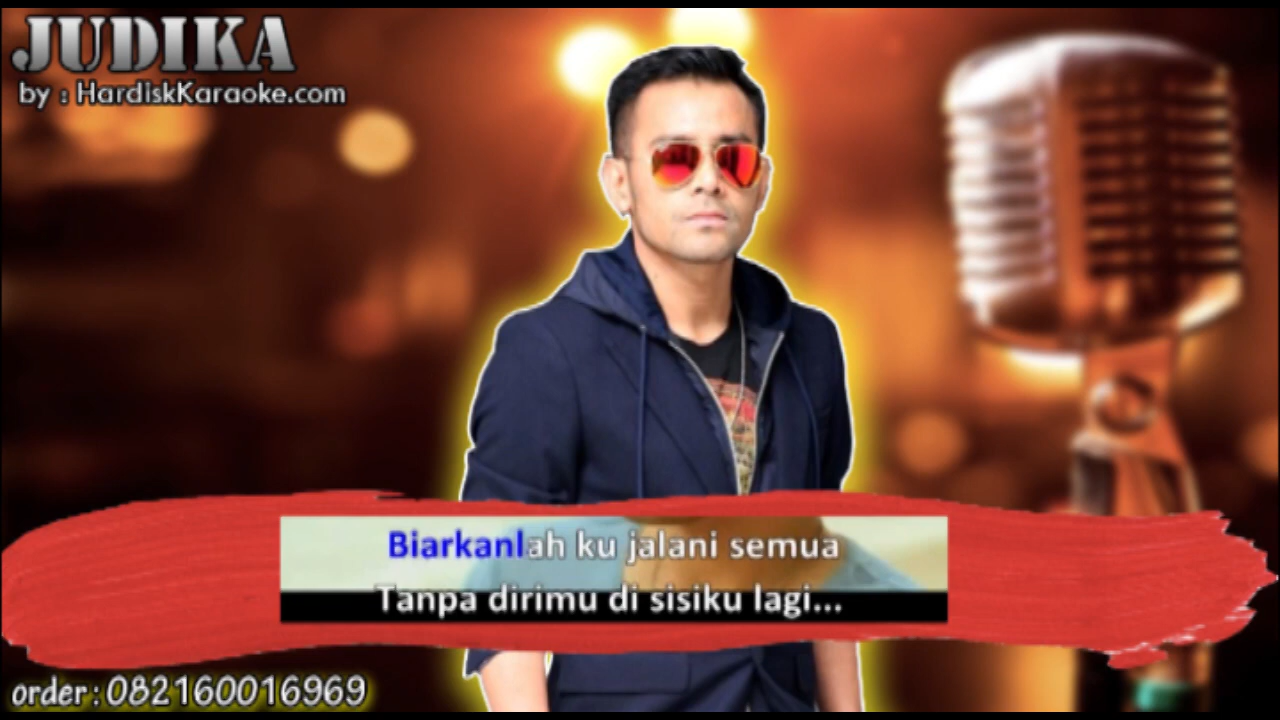 JUDIKA
by : HardiskKaraoke.com
Biarkanlah ku jalani semua
Tanpa dirimu di sisiku lagi...
order : 082160016969